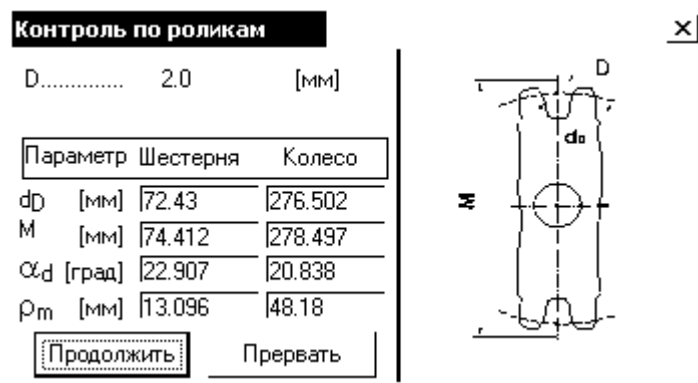 Контроль по роликам
D.............. 2.0 [мм]
Параметр Шестерня Колесо
dD [мм] 72.43 276.502
M [мм] 74.412 278.497
αd [град] 22.907 20.838
ρm [мм] 13.096 48.18
Продолжить Прервать
D
d₀
M